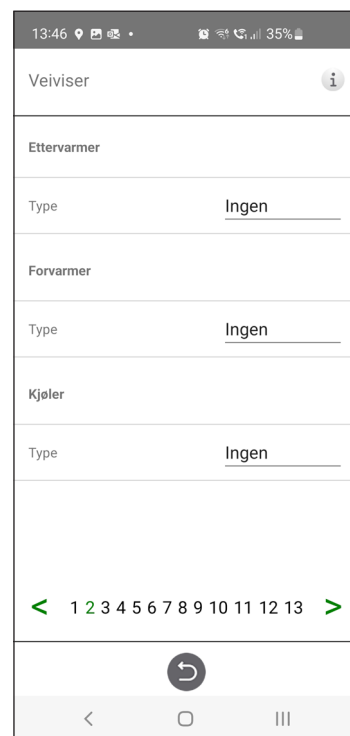 13:46 35%
Veiviser
Ettervarmer
Type Ingen
Forvarmer
Type Ingen
Kjøler
Type Ingen
< 1 2 3 4 5 6 7 8 9 10 11 12 13 >